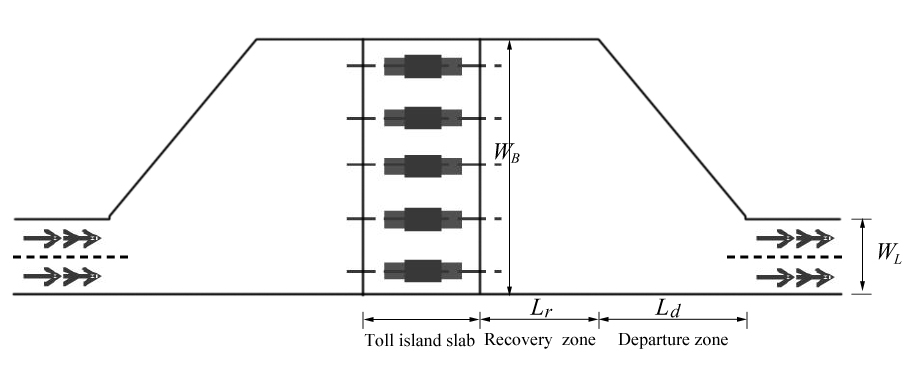 W_B
W_L
L_r
L_d
Toll island slab
Recovery zone
Departure zone